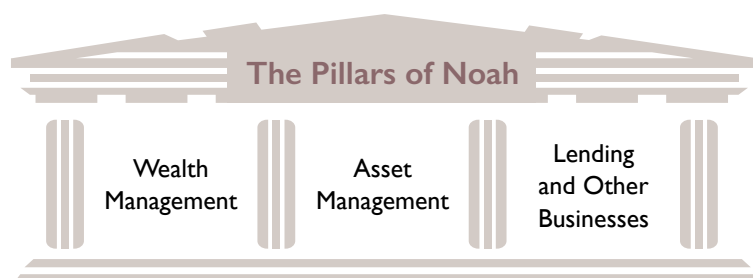 The Pillars of Noah
Wealth
Management
Asset
Management
Lending
and Other
Businesses